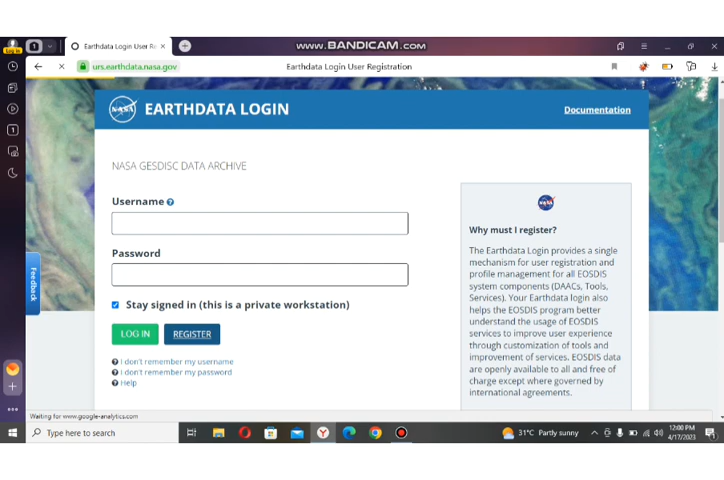 Log in
1
Earthdata Login User Re
www.BANDICAM.com
urs.earthdata.nasa.gov
Earthdata Login User Registration
NASA
EARTHDATA LOGIN
Documentation
NASA GESDISC DATA ARCHIVE
Username
Password
Stay signed in (this is a private workstation)
LOG IN
REGISTER
I don't remember my username
I don't remember my password
Help
Why must I register?
The Earthdata Login provides a single
mechanism for user registration and
profile management for all EOSDIS
system components (DAACs, Tools,
Services). Your Earthdata login also
helps the EOSDIS program better
understand the usage of EOSDIS
services to improve user experience
through customization of tools and
improvement of services. EOSDIS data
are openly available to all and free of
charge except where governed by
international agreements.
Feedback
1
Waiting for www.google-analytics.com
Type here to search
31°C Partly sunny
12:00 PM
4/17/2023